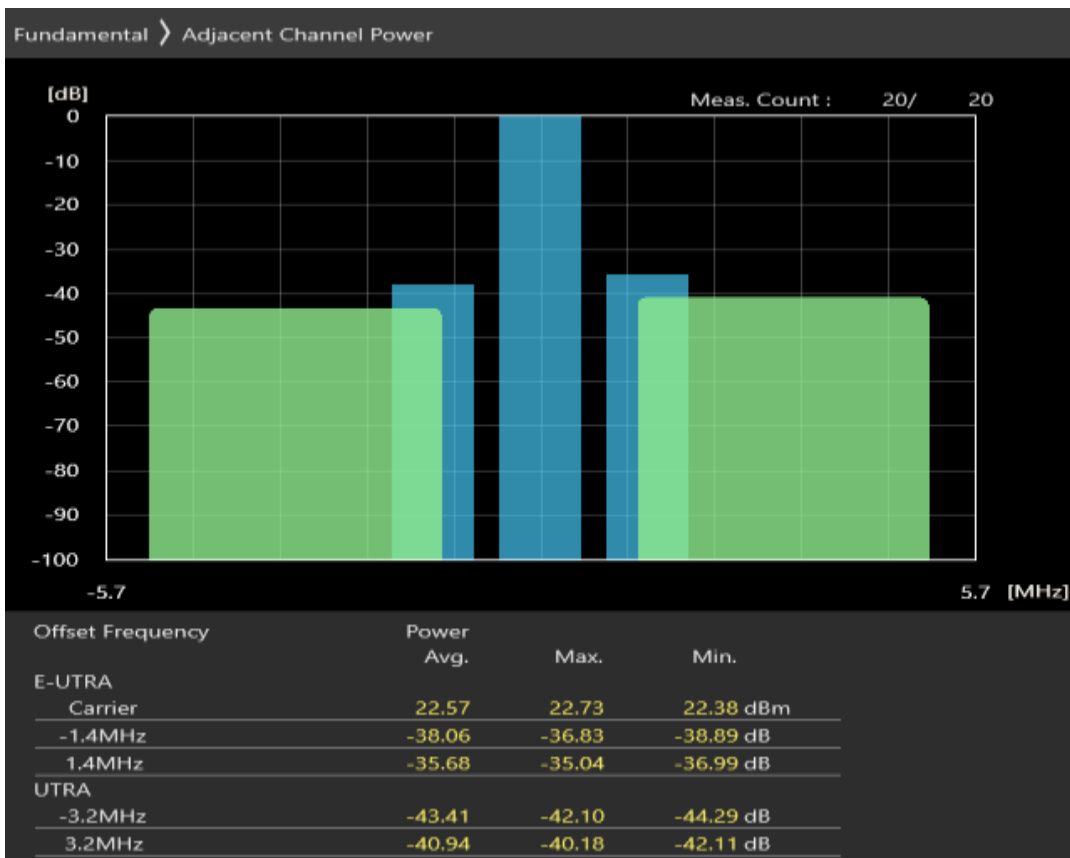 Fundamental 〉 Adjacent Channel Power
[dB]
Meas. Count : 20/ 20
0
-10
-20
-30
-40
-50
-60
-70
-80
-90
-100
-5.7 5.7 [MHz]
Offset Frequency Power
Avg. Max. Min.
E-UTRA
Carrier 22.57 22.73 22.38 dBm
-1.4MHz -38.06 -36.83 -38.89 dB
1.4MHz -35.68 -35.04 -36.99 dB
UTRA
-3.2MHz -43.41 -42.10 -44.29 dB
3.2MHz -40.94 -40.18 -42.11 dB